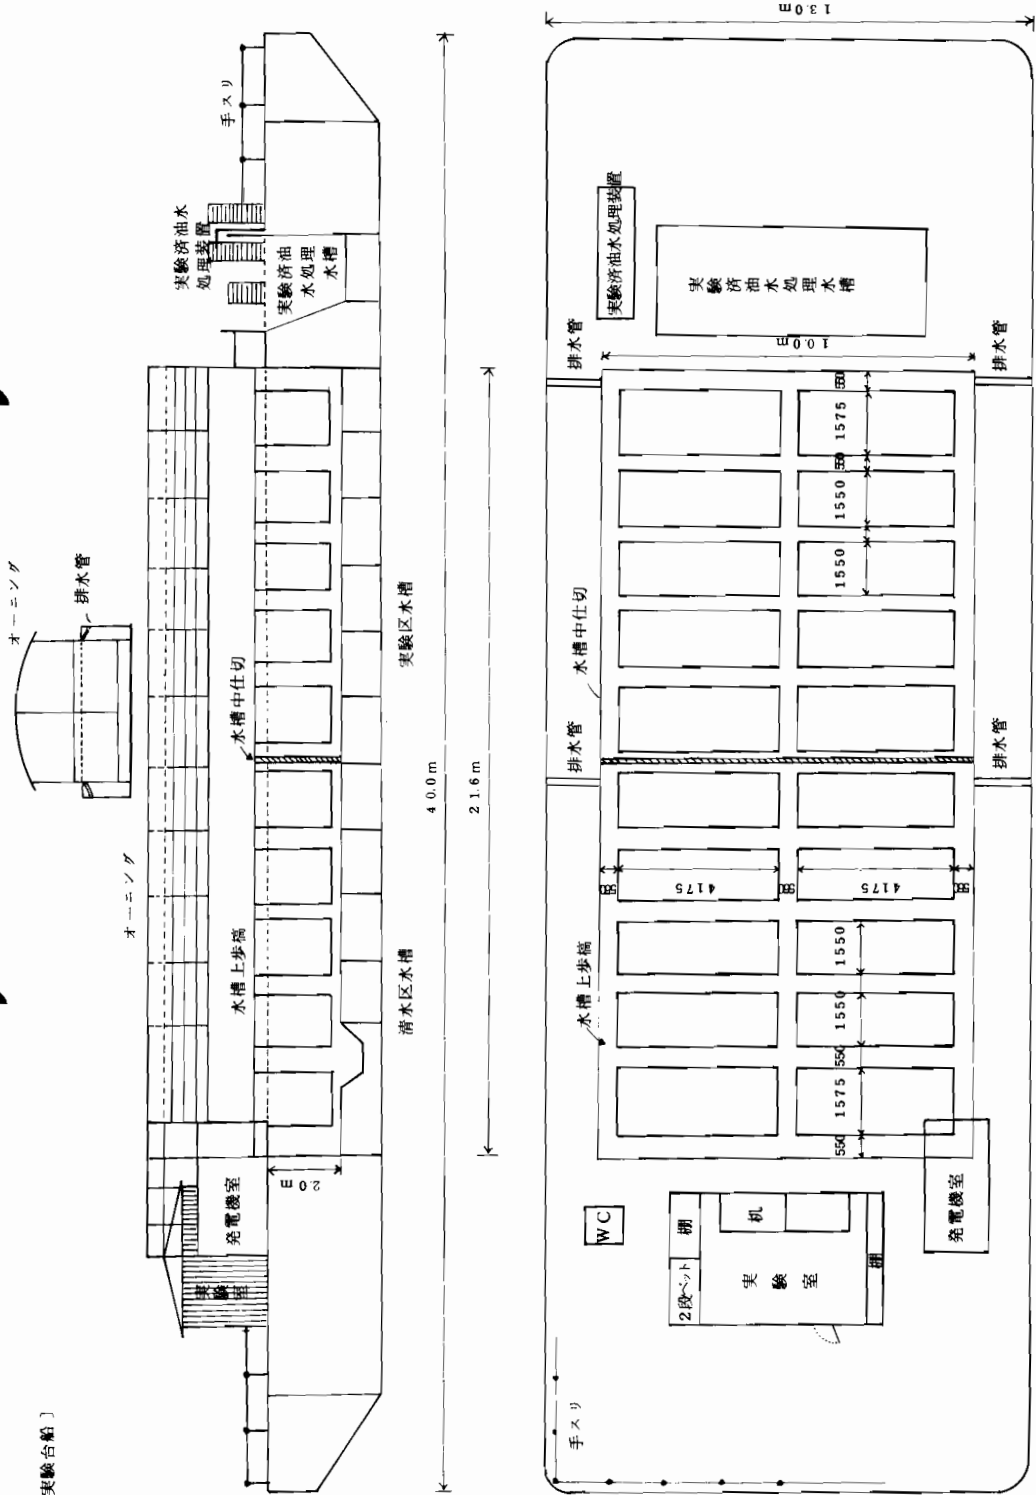 実験台船〕
オーニング
排水管
オーニング
手スリ
実験済油水
処理装置
実験済油
水処理
水槽
実験室
発電機室
水槽上歩橋
水槽中仕切
2.0m
清水区水槽
実験区水槽
40.0m
21.6m
13.0m
手スリ
WC
2段ベット
棚
机
実験室
棚
発電機室
水槽上歩橋
排水管
水槽中仕切
排水管
実験済油水処理装置
実験済油水処理水槽
10.0m
550
1575
550
1550
1550
550
4175
550
4175
550
1550
1550
550
1575
550
排水管
排水管